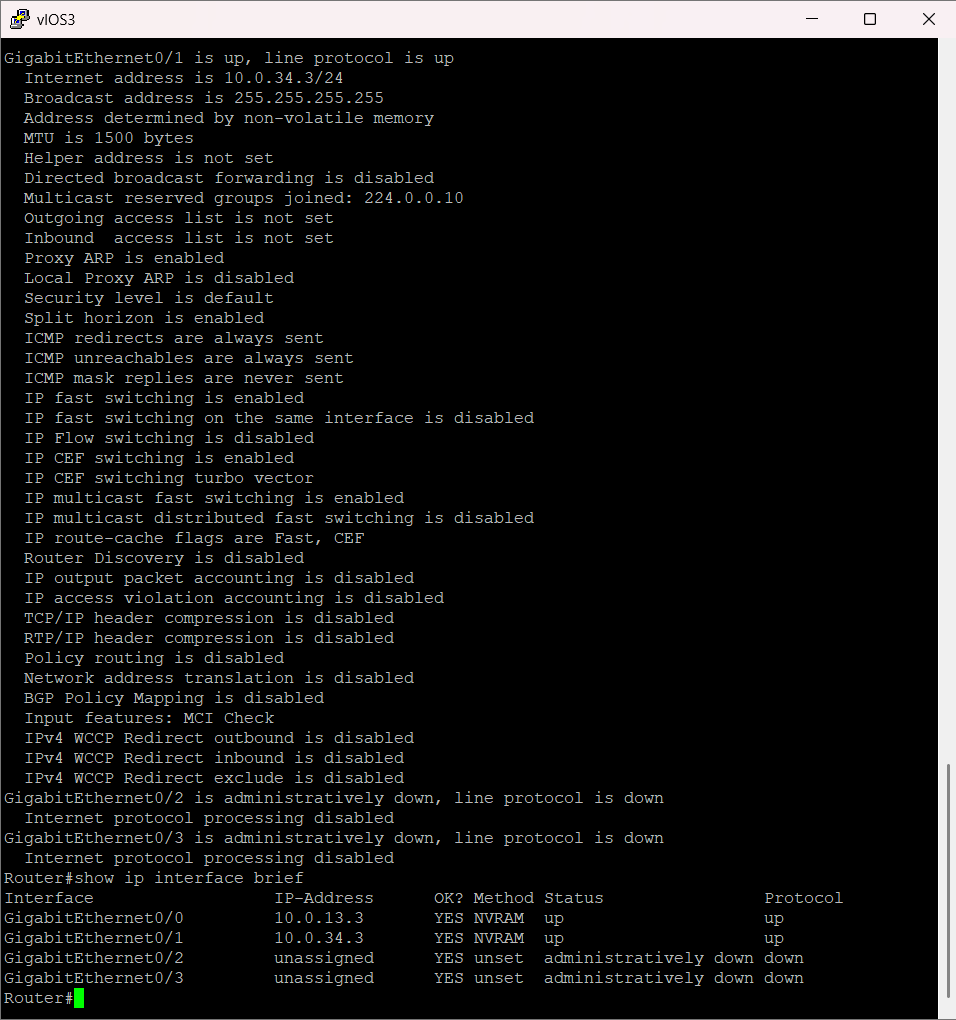 vIOS3
GigabitEthernet0/1 is up, line protocol is up
  Internet address is 10.0.34.3/24
  Broadcast address is 255.255.255.255
  Address determined by non-volatile memory
  MTU is 1500 bytes
  Helper address is not set
  Directed broadcast forwarding is disabled
  Multicast reserved groups joined: 224.0.0.10
  Outgoing access list is not set
  Inbound  access list is not set
  Proxy ARP is enabled
  Local Proxy ARP is disabled
  Security level is default
  Split horizon is enabled
  ICMP redirects are always sent
  ICMP unreachables are always sent
  ICMP mask replies are never sent
  IP fast switching is enabled
  IP fast switching on the same interface is disabled
  IP Flow switching is disabled
  IP CEF switching is enabled
  IP CEF switching turbo vector
  IP multicast fast switching is enabled
  IP multicast distributed fast switching is disabled
  IP route-cache flags are Fast, CEF
  Router Discovery is disabled
  IP output packet accounting is disabled
  IP access violation accounting is disabled
  TCP/IP header compression is disabled
  RTP/IP header compression is disabled
  Policy routing is disabled
  Network address translation is disabled
  BGP Policy Mapping is disabled
  Input features: MCI Check
  IPv4 WCCP Redirect outbound is disabled
  IPv4 WCCP Redirect inbound is disabled
  IPv4 WCCP Redirect exclude is disabled
GigabitEthernet0/2 is administratively down, line protocol is down
  Internet protocol processing disabled
GigabitEthernet0/3 is administratively down, line protocol is down
  Internet protocol processing disabled
Router#show ip interface brief
Interface                  IP-Address      OK? Method Status                Protocol
GigabitEthernet0/0         10.0.13.3       YES NVRAM  up                    up
GigabitEthernet0/1         10.0.34.3       YES NVRAM  up                    up
GigabitEthernet0/2         unassigned      YES unset  administratively down down
GigabitEthernet0/3         unassigned      YES unset  administratively down down
Router#